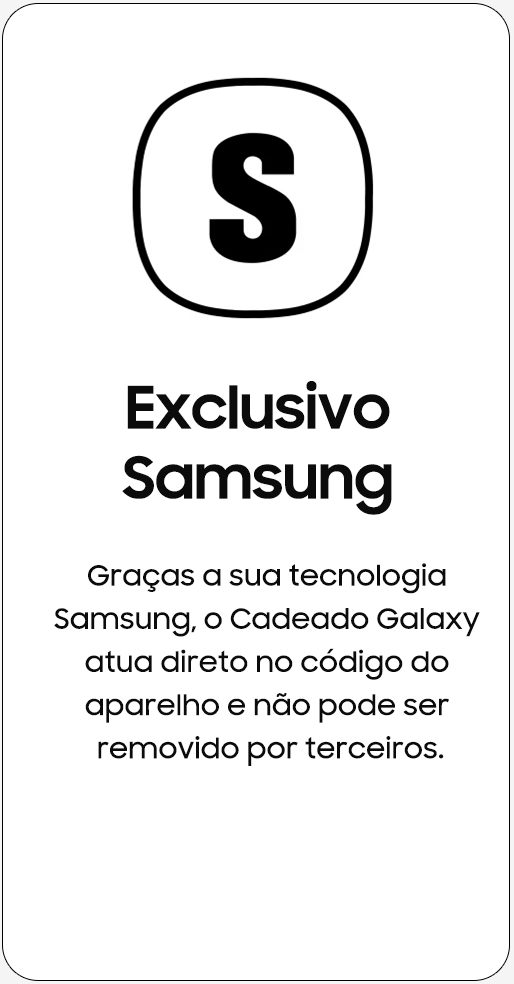 S
Exclusivo
Samsung
Graças a sua tecnologia
Samsung, o Cadeado Galaxy
atua direto no código do
aparelho e não pode ser
removido por terceiros.